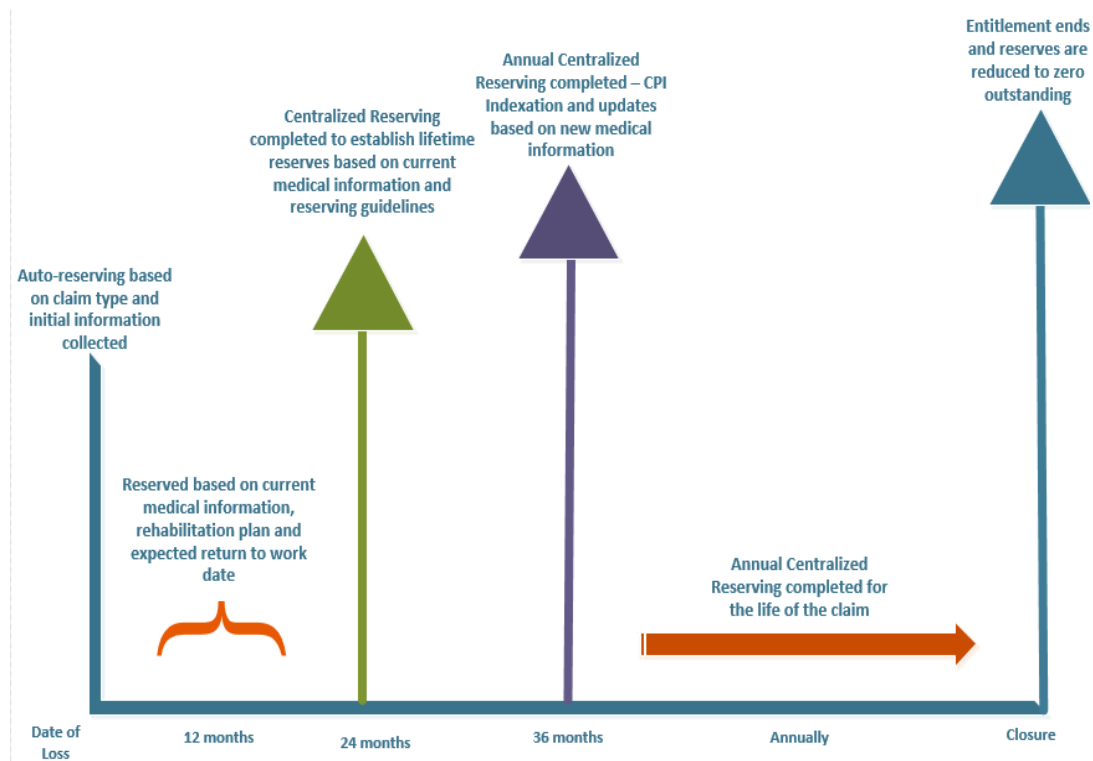 Auto-reserving based
on claim type and
initial information
collected
Reserved based on current
medical information,
rehabilitation plan and
expected return to work
date
Centralized Reserving
completed to establish lifetime
reserves based on current
medical information and
reserving guidelines
Annual Centralized
Reserving completed – CPI
Indexation and updates
based on new medical
information
Annual Centralized
Reserving completed for
the life of the claim
Entitlement ends
and reserves are
reduced to zero
outstanding
Date of
Loss
12 months
24 months
36 months
Annually
Closure